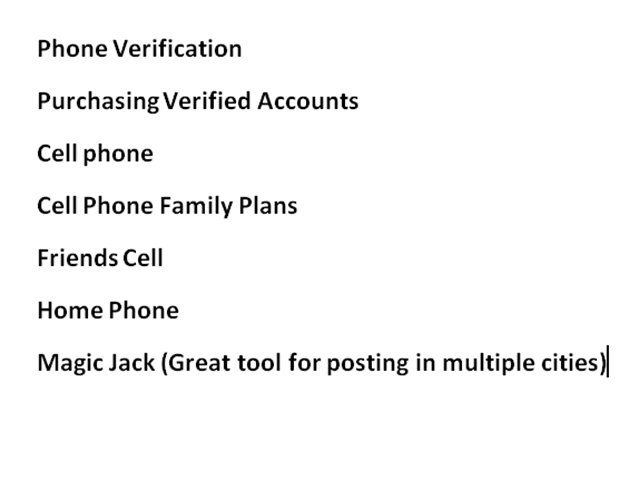 Phone Verification
Purchasing Verified Accounts
Cell phone
Cell Phone Family Plans
Friends Cell
Home Phone
Magic Jack (Great tool for posting in multiple cities)